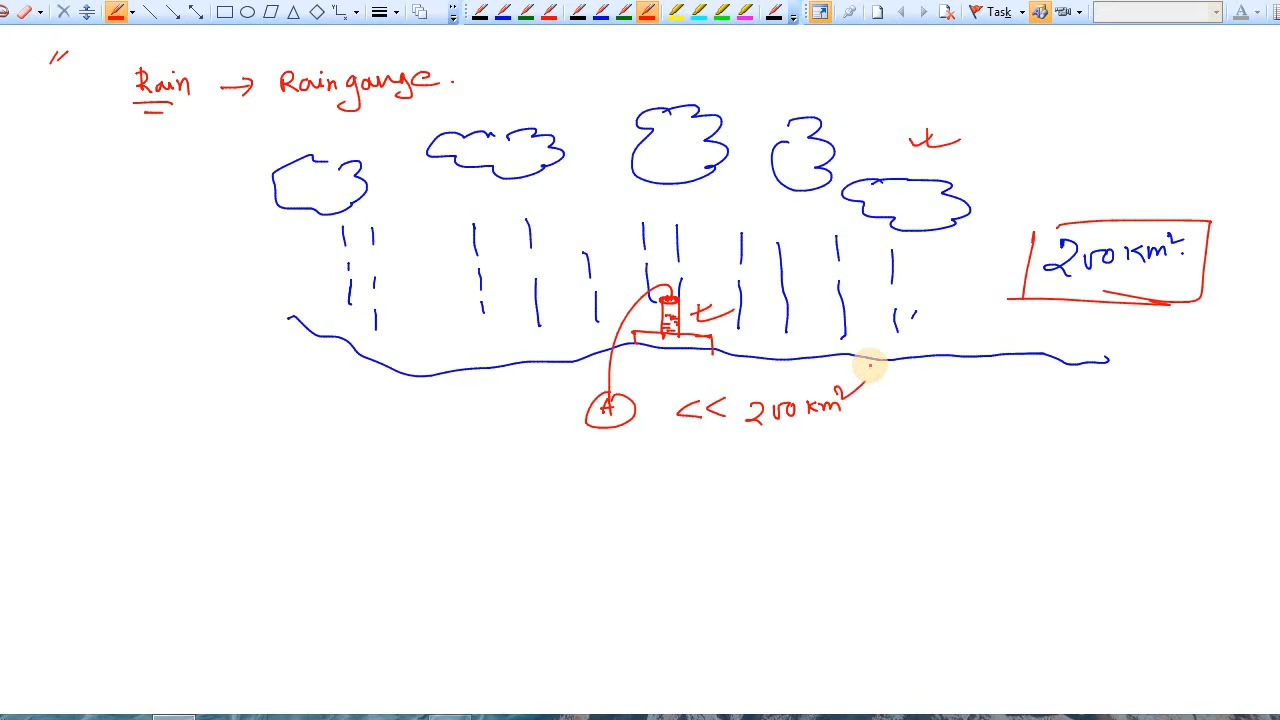 Task
A
Rain → Raingauge.
200 km²
A << 200 km²